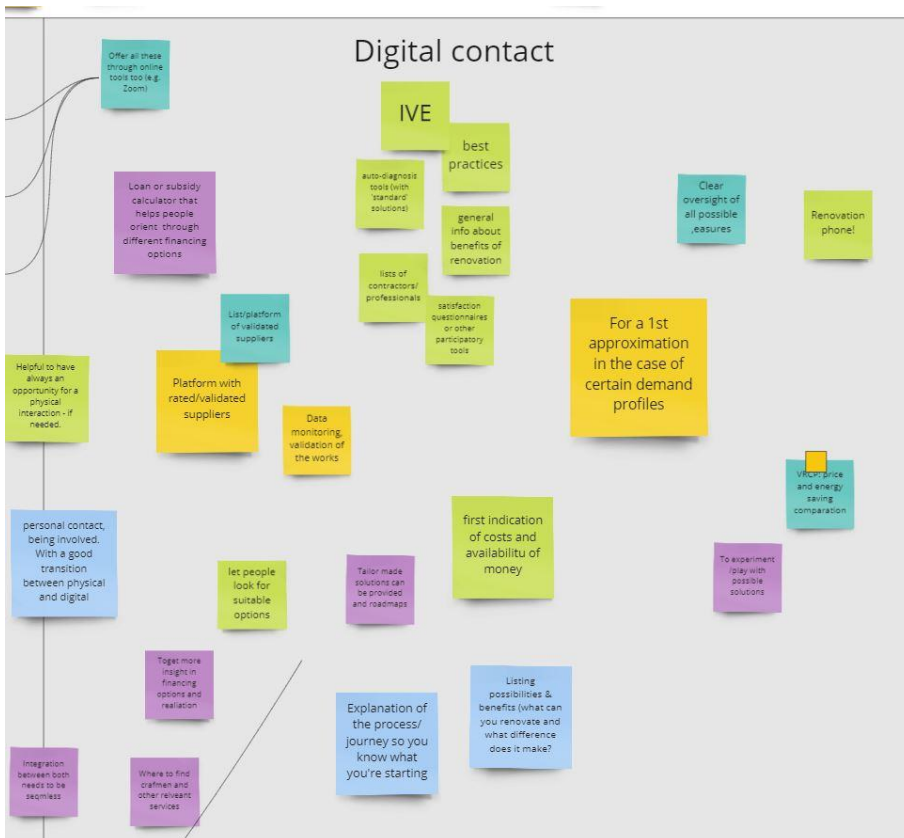 Digital contact
Offer all these
through online
tools too (e.g.
Zoom)
IVE
best
practices
auto-diagnosis
tools (with
'standard'
solutions)
Loan or subsidy
calculator that
helps people
orient through
different financing
options
Clear
oversight of
all possible
,easures
Renovation
phone!
general
info about
benefits of
renovation
lists of
contractors/
professionals
satisfaction
questionnaires
or other
participatory
tools
List/platform
of validated
suppliers
For a 1st
approximation
in the case of
certain demand
profiles
Helpful to have
always an
opportunity for a
physical
interaction - if
needed.
Platform with
rated/validated
suppliers
Data
monitoring,
validation of
the works
price
and energy
saving
comparation
personal contact,
being involved.
With a good
transition
between physical
and digital
first indication
of costs and
availabilitu of
money
let people
look for
suitable
options
Tailor made
solutions can
be provided
and roadmaps
To experiment
/play with
possible
solutions
Toget more
insight in
financing
options and
realiation
Explanation of
the process/
journey so you
know what
you're starting
Listing
possibilities &
benefits (what can
you renovate and
what difference
does it make?
Integration
between both
needs to be
seqmless
Where to find
crafmen and
other relveant
services